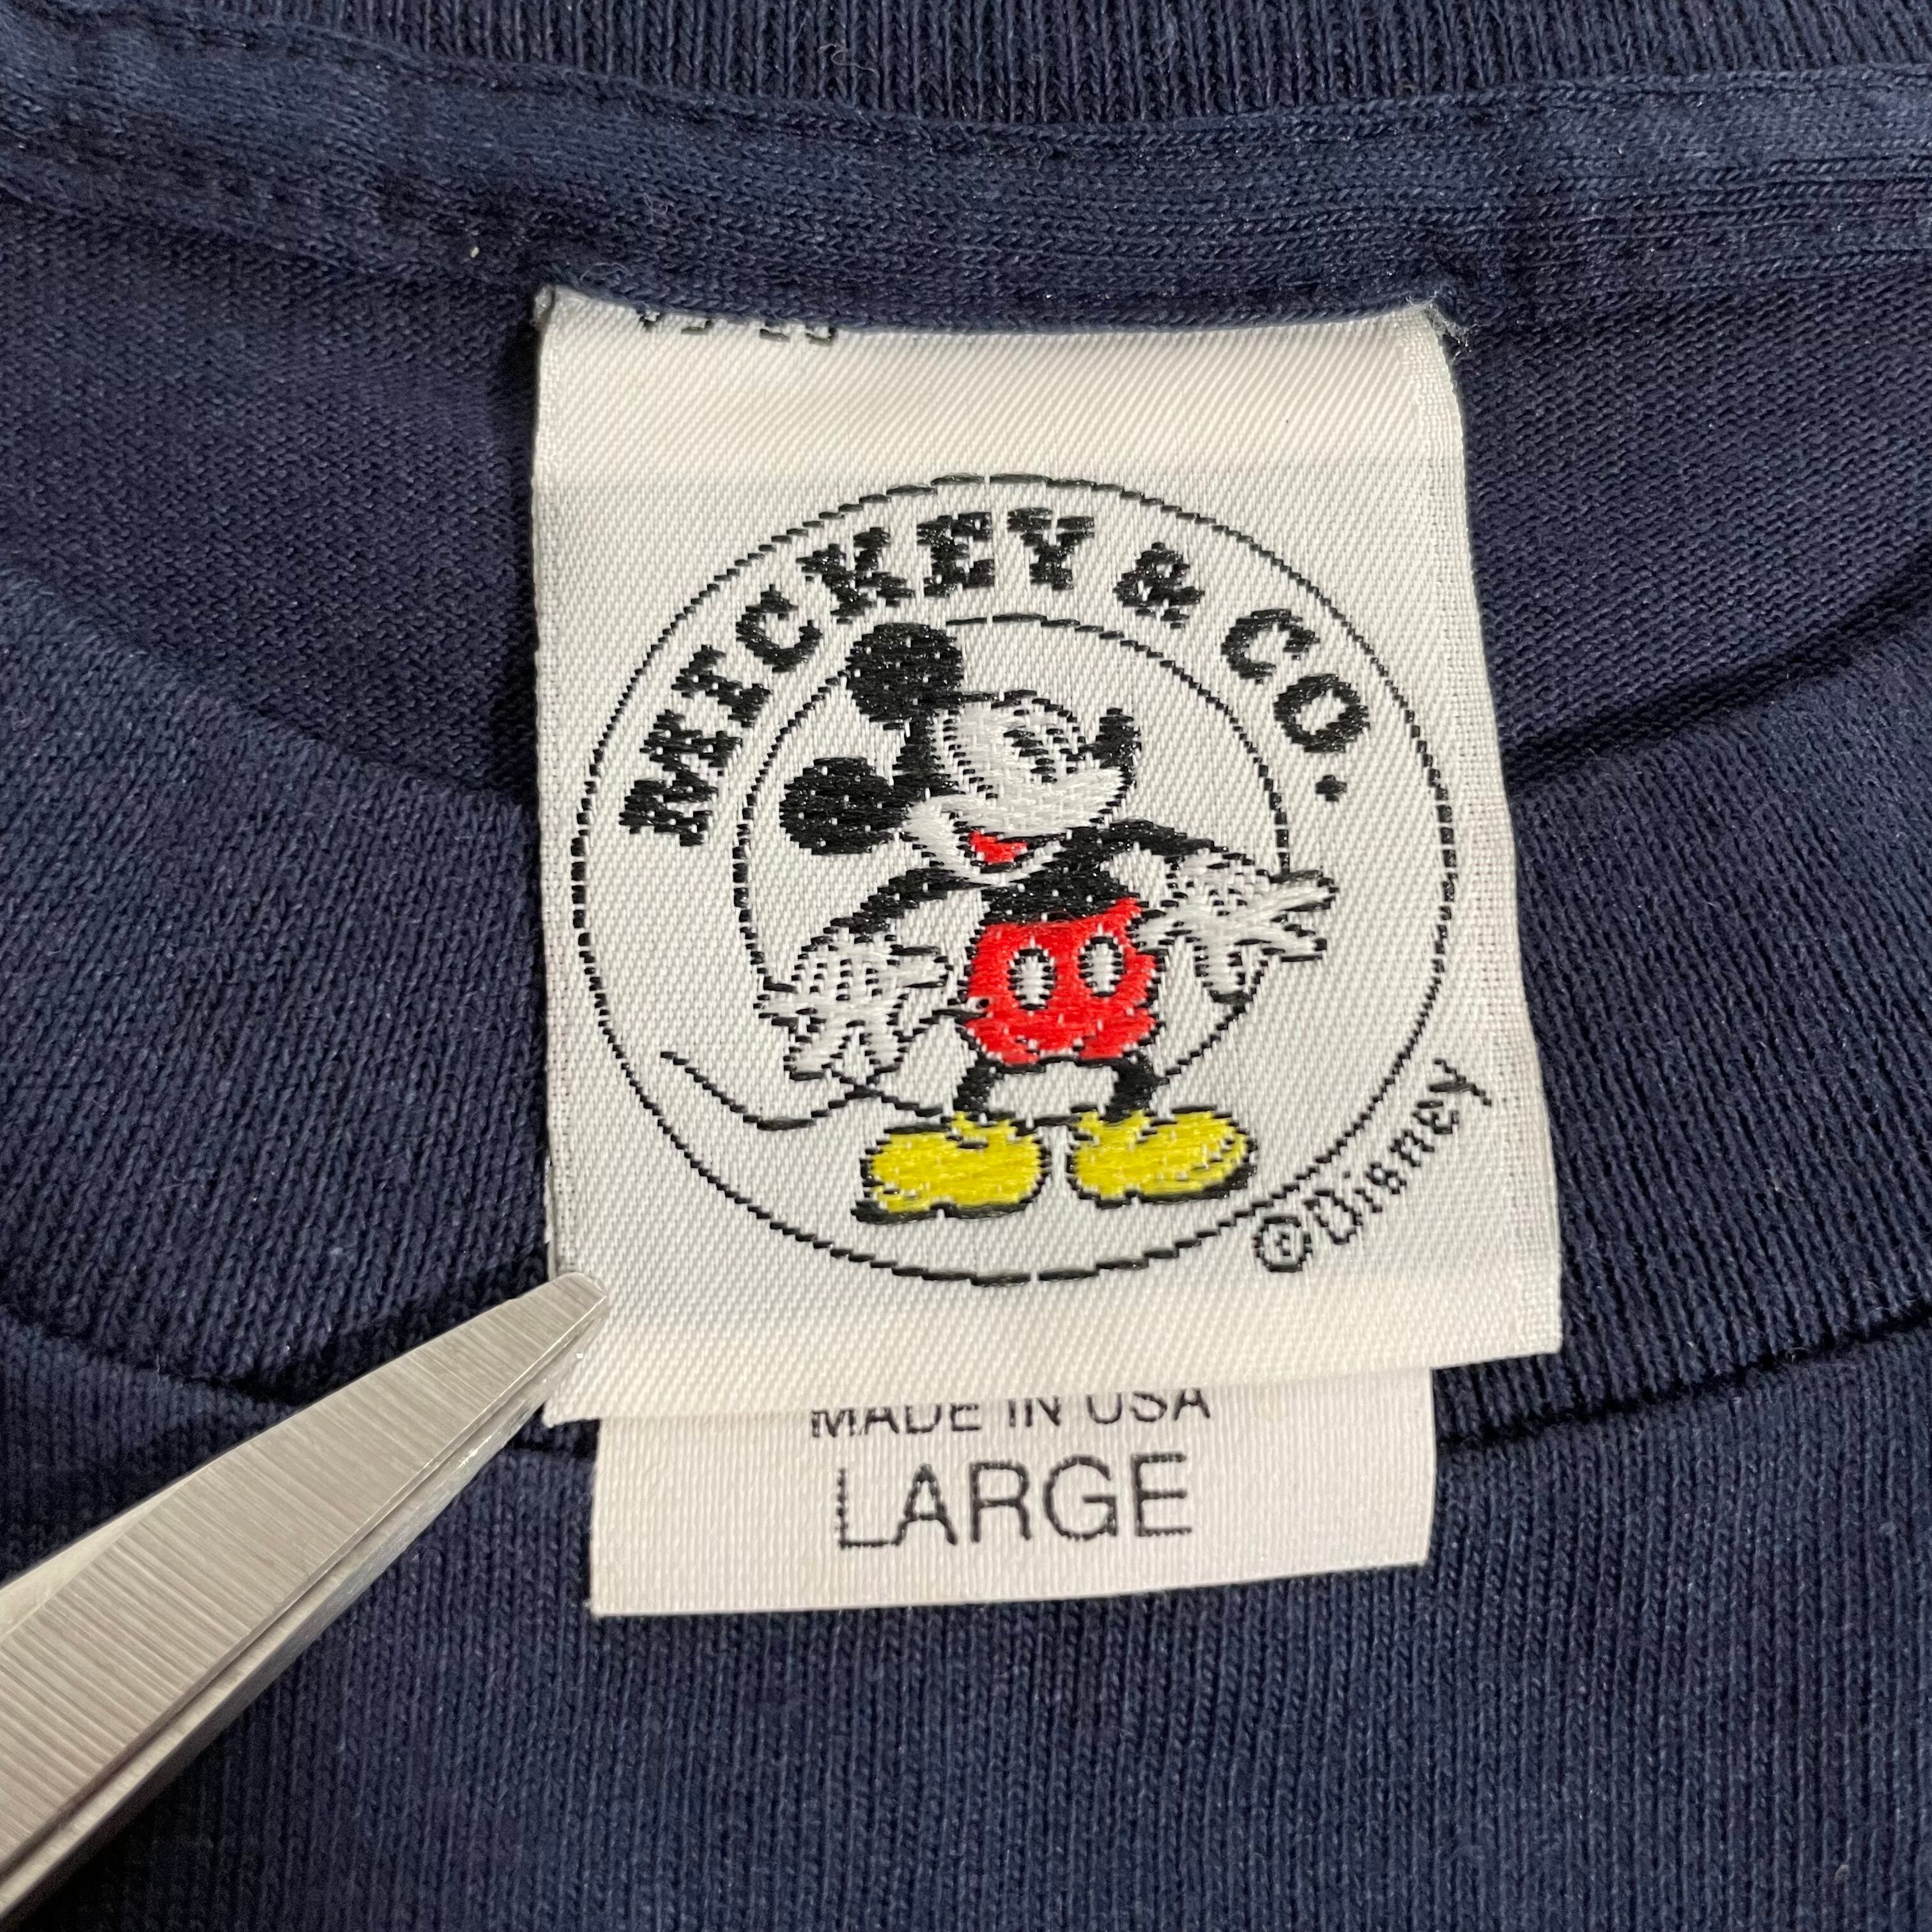 MICKEY & CO.
©Disney
MADE IN USA
LARGE